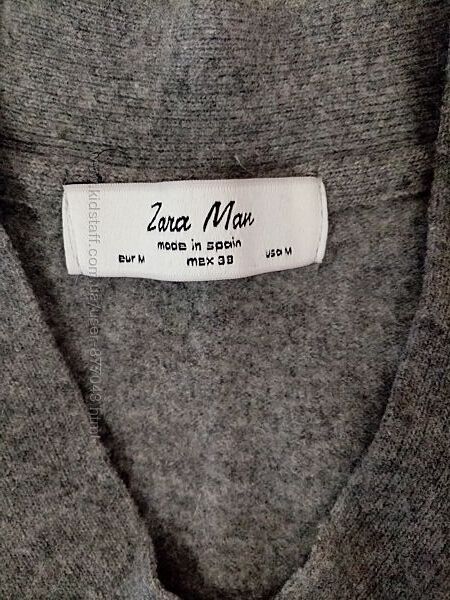 Zara Man
made in spain
eur M mex 38 usa M